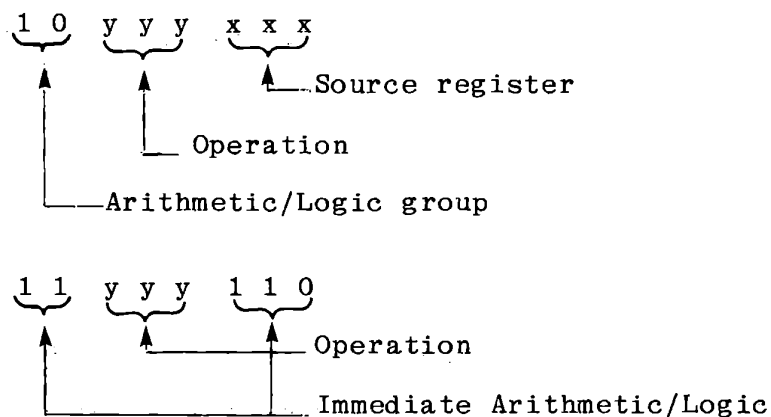 1 0 y y y x x x
Source register
Operation
Arithmetic/Logic group
1 1 y y y 1 1 0
Operation
Immediate Arithmetic/Logic